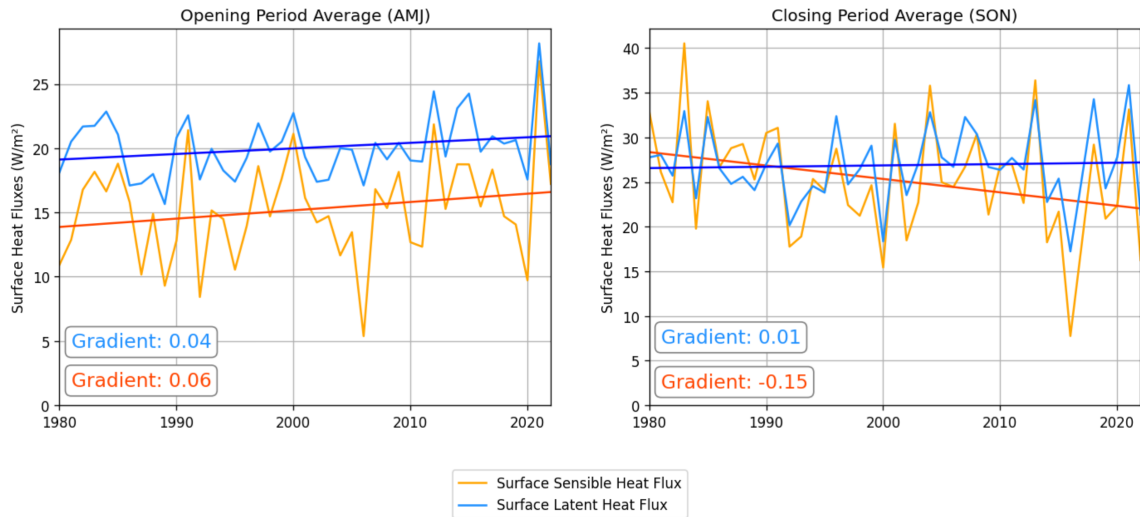 Opening Period Average (AMJ)
Surface Heat Fluxes (W/m²)
25
20
15
10
5
0
1980
1990
2000
2010
2020
Gradient: 0.04
Gradient: 0.06
Closing Period Average (SON)
Surface Heat Fluxes (W/m²)
40
35
30
25
20
15
10
5
0
1980
1990
2000
2010
2020
Gradient: 0.01
Gradient: -0.15
Surface Sensible Heat Flux
Surface Latent Heat Flux